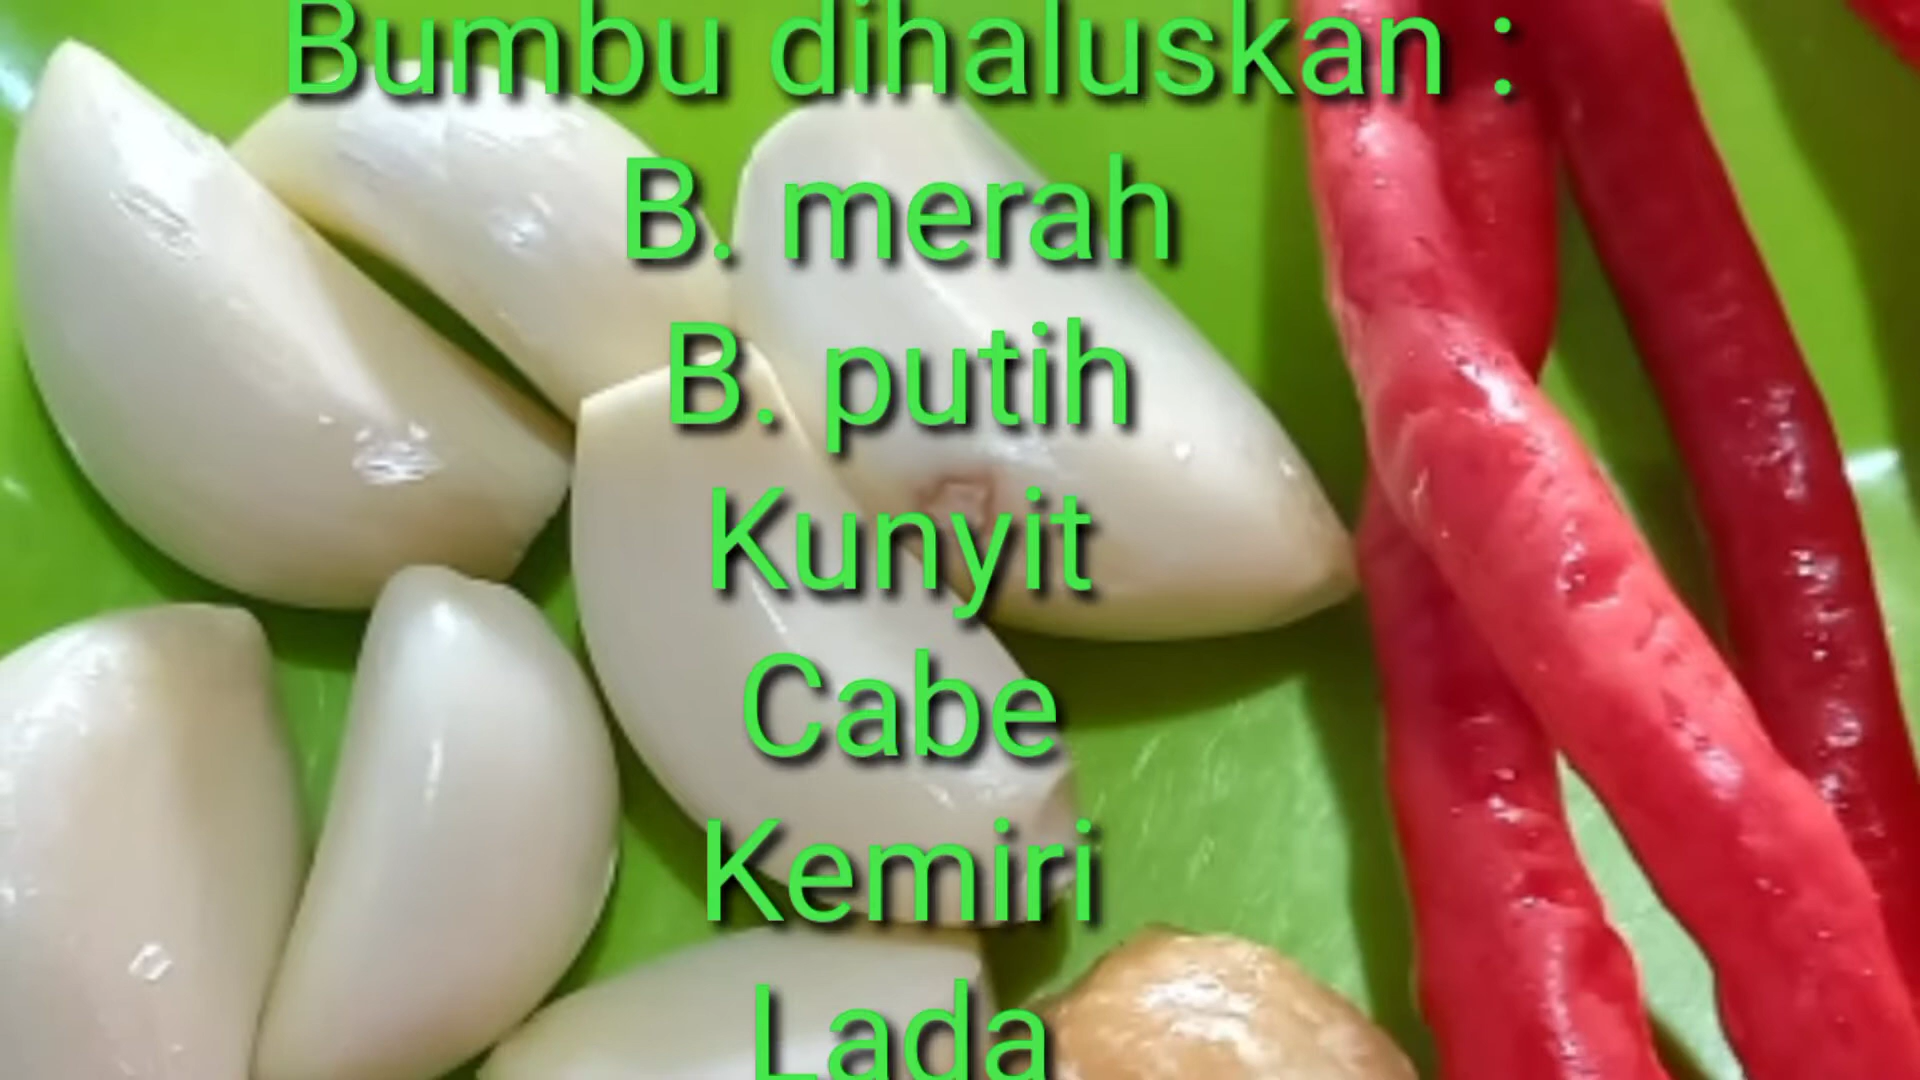 Bumbu dihaluskan :
B. merah
B. putih
Kunyit
Cabe
Kemiri
Lada